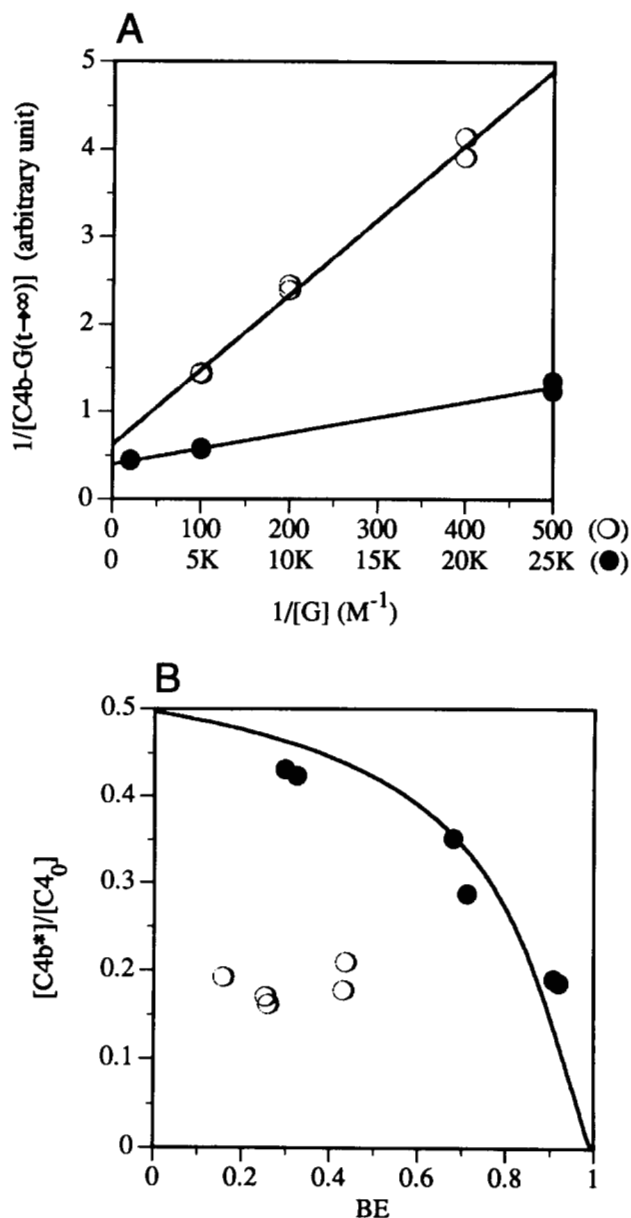 A
5
4
3
2
1
0
1/[C4b-G(t→∞)] (arbitrary unit)
0 100 200 300 400 500 (○)
0 5K 10K 15K 20K 25K (●)
1/[G] (M⁻¹)
B
0.5
0.4
0.3
0.2
0.1
0
[C4b*]/[C4₀]
0 0.2 0.4 0.6 0.8 1
BE